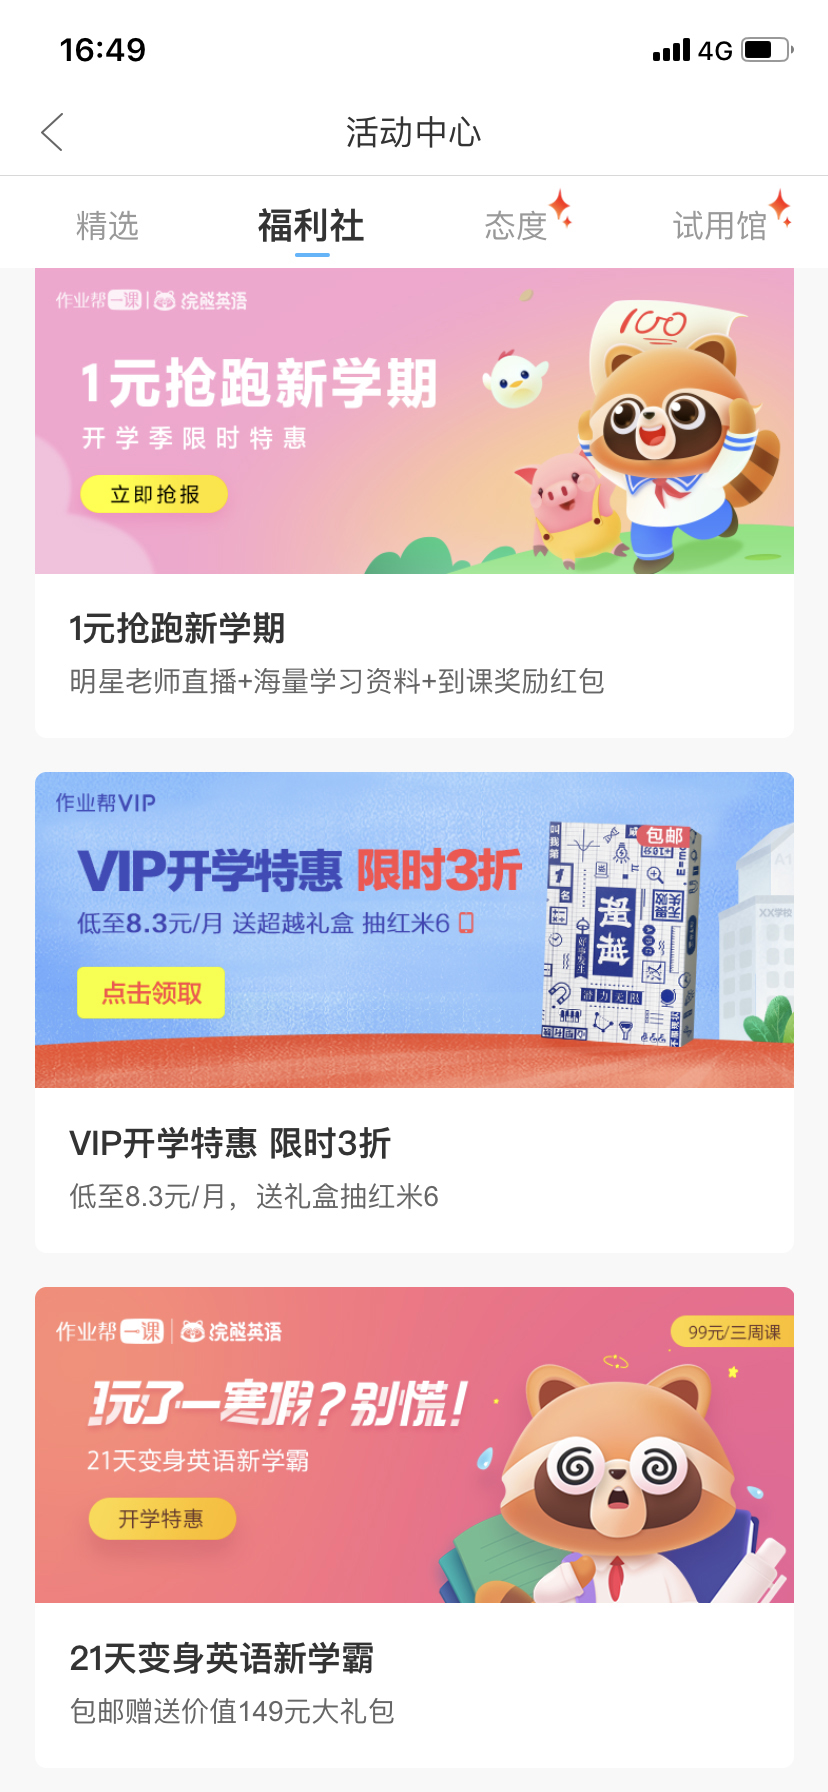 16:49
4G
活动中心
精选
福利社
态度
试用馆
作业帮一课 | 浣熊英语
100
1元抢跑新学期
开学季限时特惠
立即抢报
1元抢跑新学期
明星老师直播+海量学习资料+到课奖励红包
作业帮VIP
包邮
VIP开学特惠 限时3折
低至8.3元/月 送超越礼盒 抽红米6
超越
潜力无限
A1
XX学校
点击领取
VIP开学特惠 限时3折
低至8.3元/月，送礼盒抽红米6
作业帮一课 | 浣熊英语
99元/三周课
玩了一寒假？别慌！
21天变身英语新学霸
开学特惠
21天变身英语新学霸
包邮赠送价值149元大礼包